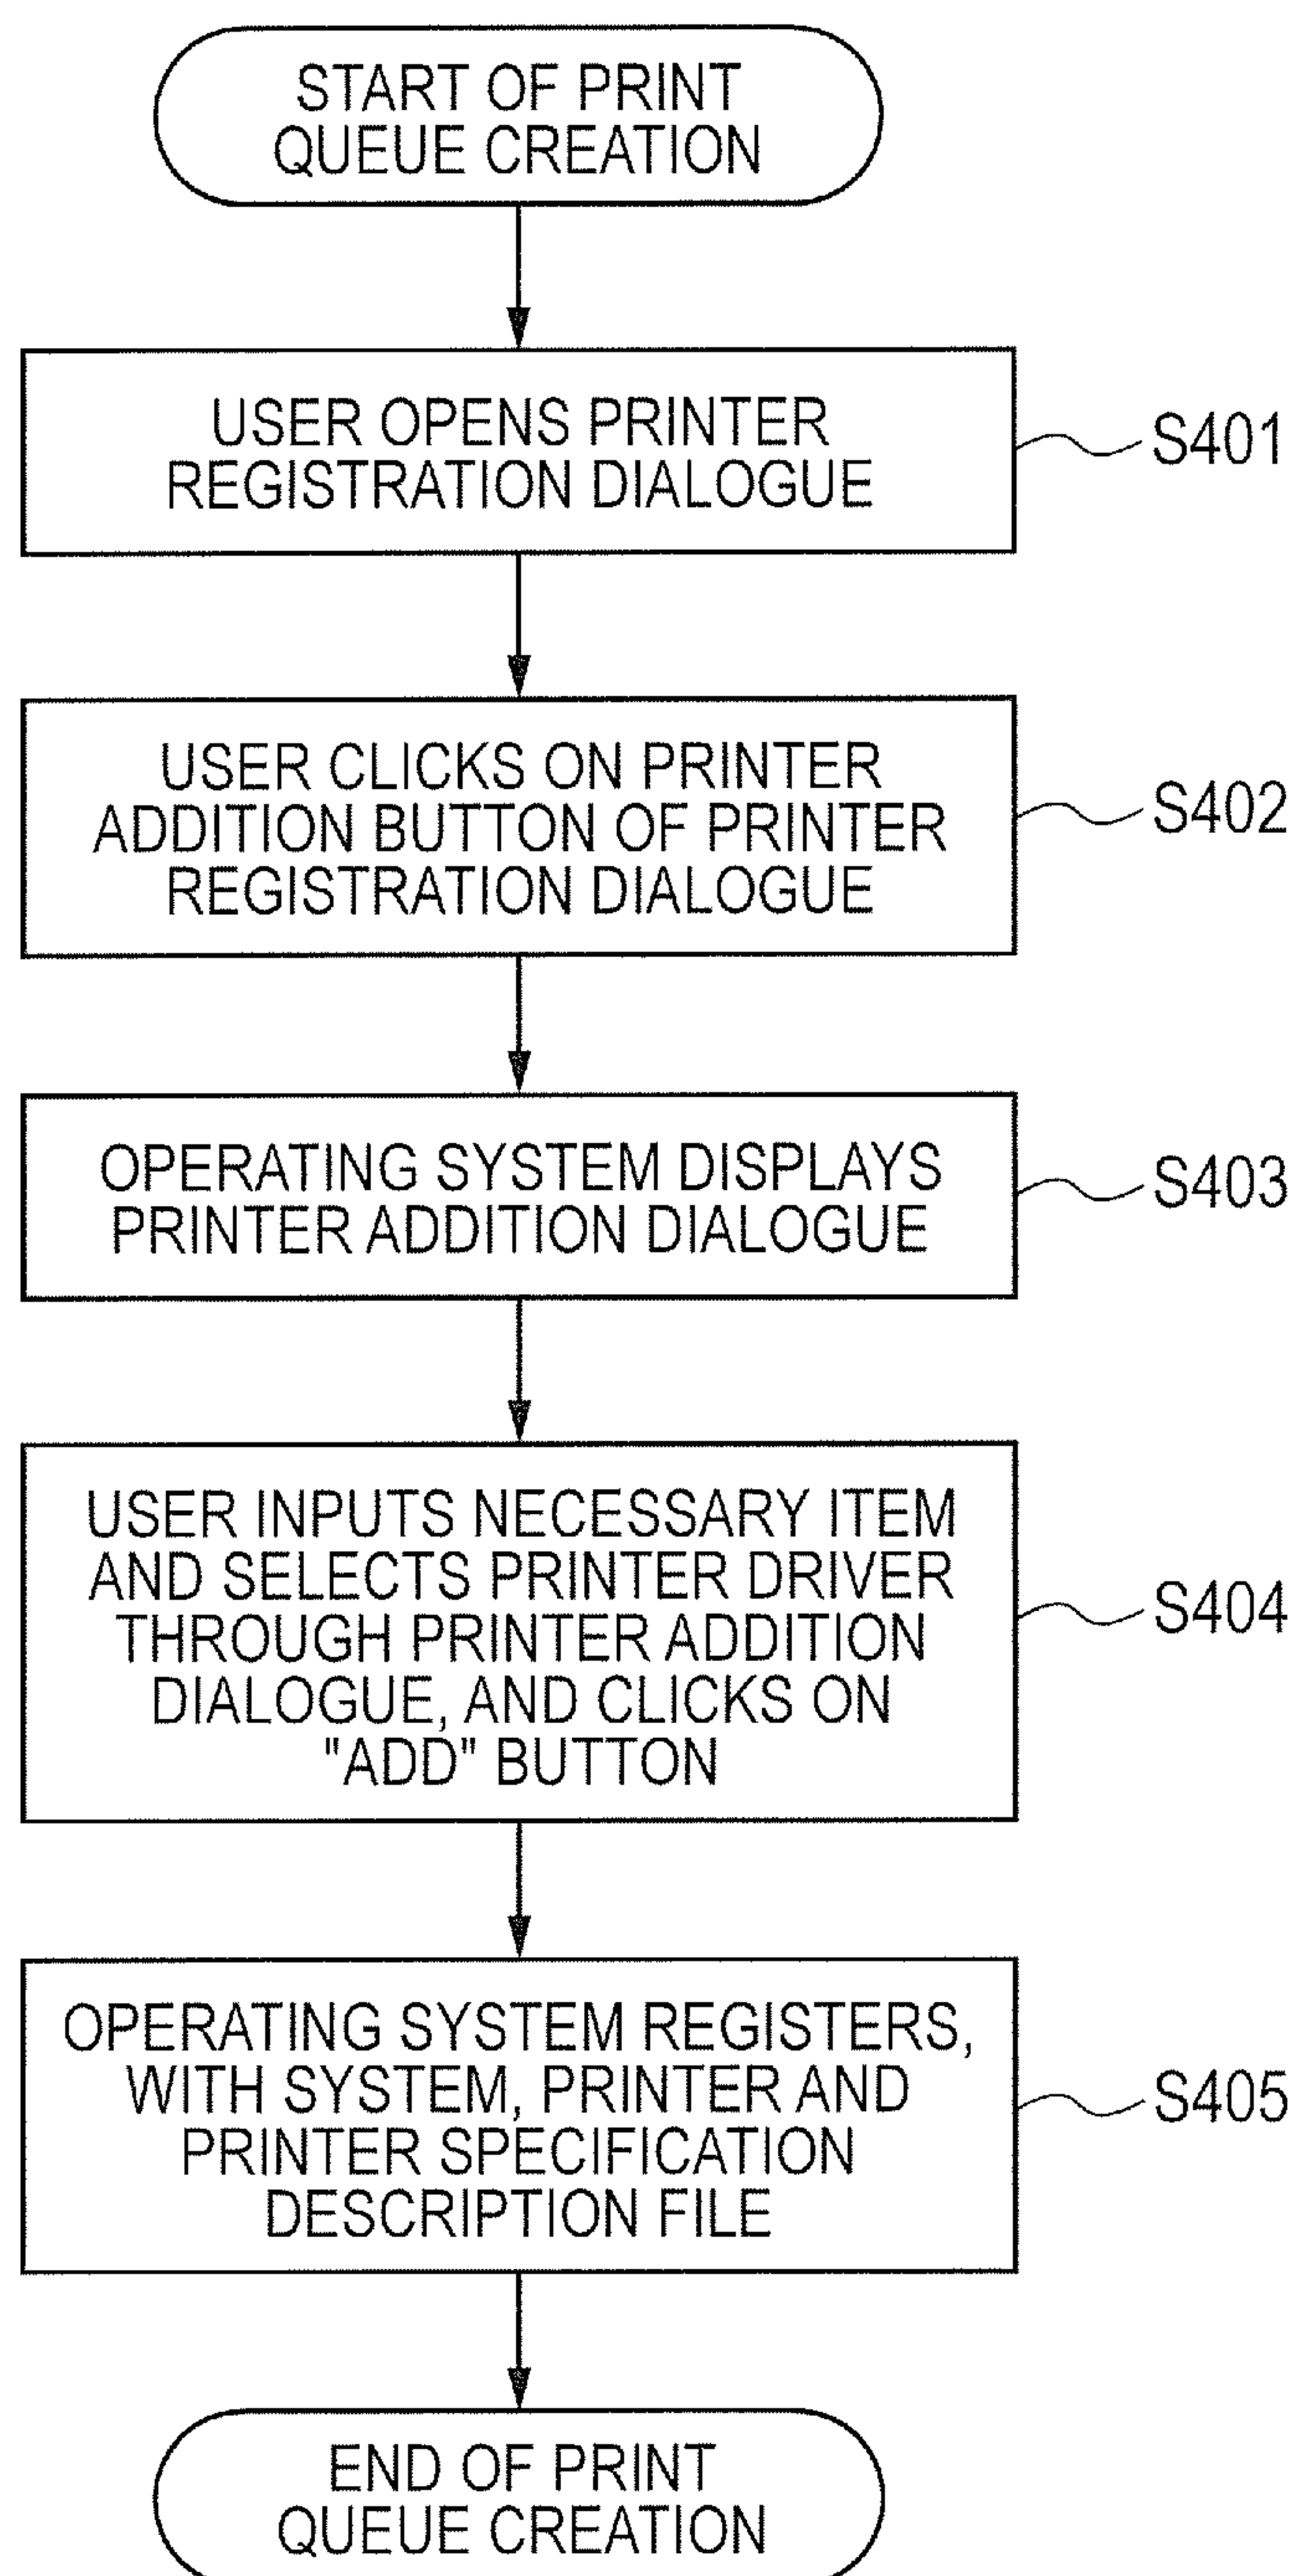 START OF PRINT
QUEUE CREATION
USER OPENS PRINTER
REGISTRATION DIALOGUE
S401
USER CLICKS ON PRINTER
ADDITION BUTTON OF PRINTER
REGISTRATION DIALOGUE
S402
OPERATING SYSTEM DISPLAYS
PRINTER ADDITION DIALOGUE
S403
USER INPUTS NECESSARY ITEM
AND SELECTS PRINTER DRIVER
THROUGH PRINTER ADDITION
DIALOGUE, AND CLICKS ON
"ADD" BUTTON
S404
OPERATING SYSTEM REGISTERS,
WITH SYSTEM, PRINTER AND
PRINTER SPECIFICATION
DESCRIPTION FILE
S405
END OF PRINT
QUEUE CREATION